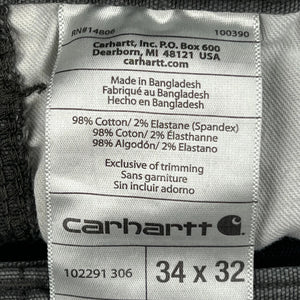 RN#14806 100390
Carhartt, Inc. P.O. Box 600
Dearborn, MI 48121 USA
carhartt.com
Made in Bangladesh
Fabriqué au Bangladesh
Hecho en Bangladesh
98% Cotton/ 2% Elastane (Spandex)
98% Coton/ 2% Élasthanne
98% Algodón/ 2% Elastano
Exclusive of trimming
Sans garniture
Sin incluir adorno
carhartt
102291 306 34 x 32